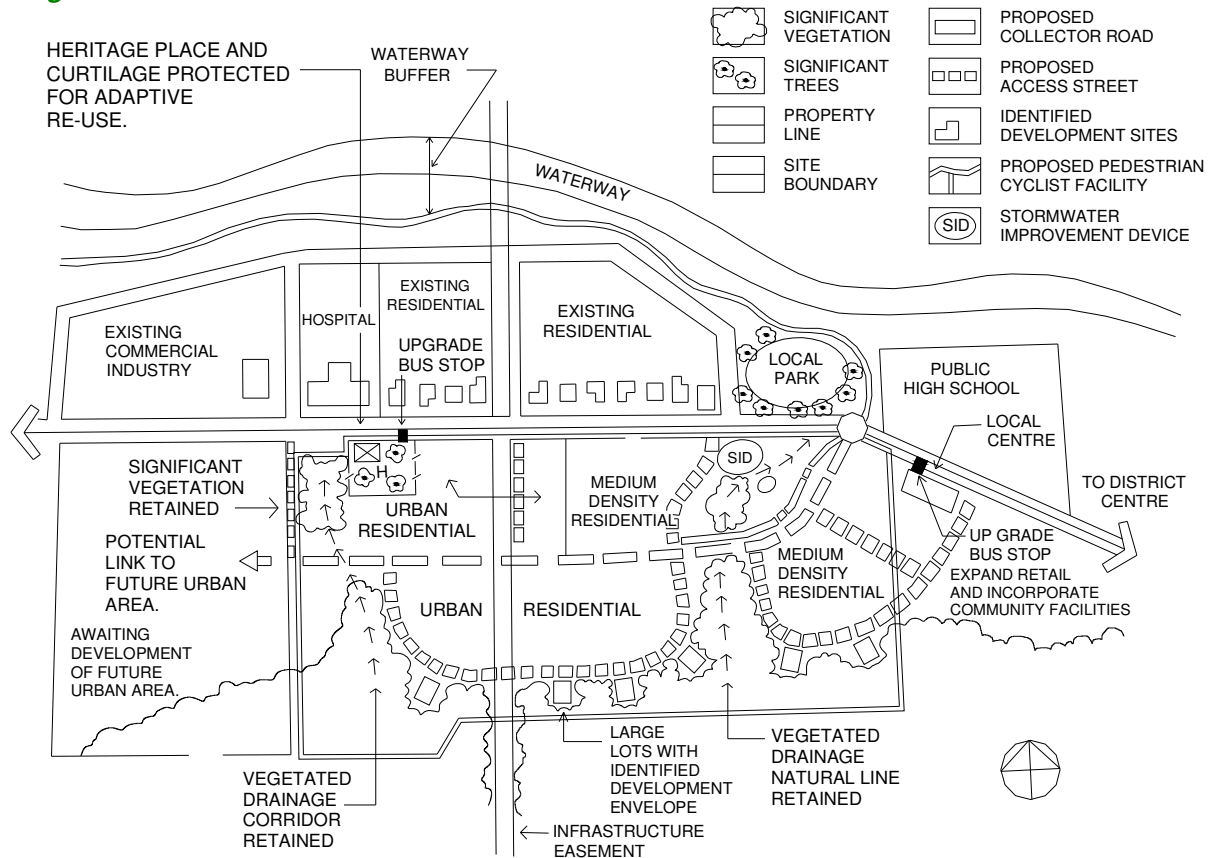 HERITAGE PLACE AND
CURTILAGE PROTECTED
FOR ADAPTIVE
RE-USE.
WATERWAY
BUFFER
WATERWAY
SIGNIFICANT
VEGETATION
SIGNIFICANT
TREES
PROPERTY
LINE
SITE
BOUNDARY
PROPOSED
COLLECTOR ROAD
PROPOSED
ACCESS STREET
IDENTIFIED
DEVELOPMENT SITES
PROPOSED PEDESTRIAN
CYCLIST FACILITY
SID
STORMWATER
IMPROVEMENT DEVICE
EXISTING
COMMERCIAL
INDUSTRY
HOSPITAL
EXISTING
RESIDENTIAL
UPGRADE
BUS STOP
EXISTING
RESIDENTIAL
LOCAL
PARK
PUBLIC
HIGH SCHOOL
LOCAL
CENTRE
TO DISTRICT
CENTRE
SIGNIFICANT
VEGETATION
RETAINED
H
URBAN
RESIDENTIAL
MEDIUM
DENSITY
RESIDENTIAL
SID
POTENTIAL
LINK TO
FUTURE URBAN
AREA.
MEDIUM
DENSITY
RESIDENTIAL
UP GRADE
BUS STOP
EXPAND RETAIL
AND INCORPORATE
COMMUNITY FACILITIES
URBAN RESIDENTIAL
AWAITING
DEVELOPMENT
OF FUTURE
URBAN AREA.
VEGETATED
DRAINAGE
CORRIDOR
RETAINED
LARGE
LOTS WITH
IDENTIFIED
DEVELOPMENT
ENVELOPE
VEGETATED
DRAINAGE
NATURAL LINE
RETAINED
INFRASTRUCTURE
EASEMENT